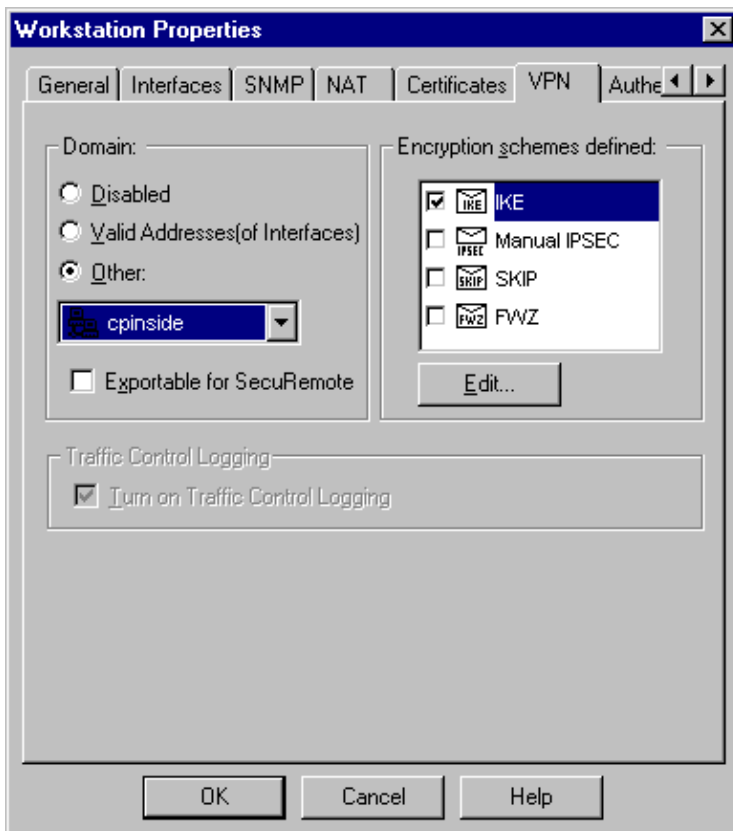 Workstation Properties
General Interfaces SNMP NAT Certificates VPN Authe
Domain:
Disabled
Valid Addresses(of Interfaces)
Other:
cpinside
Exportable for SecuRemote
Encryption schemes defined:
IKE IKE
IPSEC Manual IPSEC
SKIP SKIP
FWZ FWZ
Edit...
Traffic Control Logging
Turn on Traffic Control Logging
OK Cancel Help